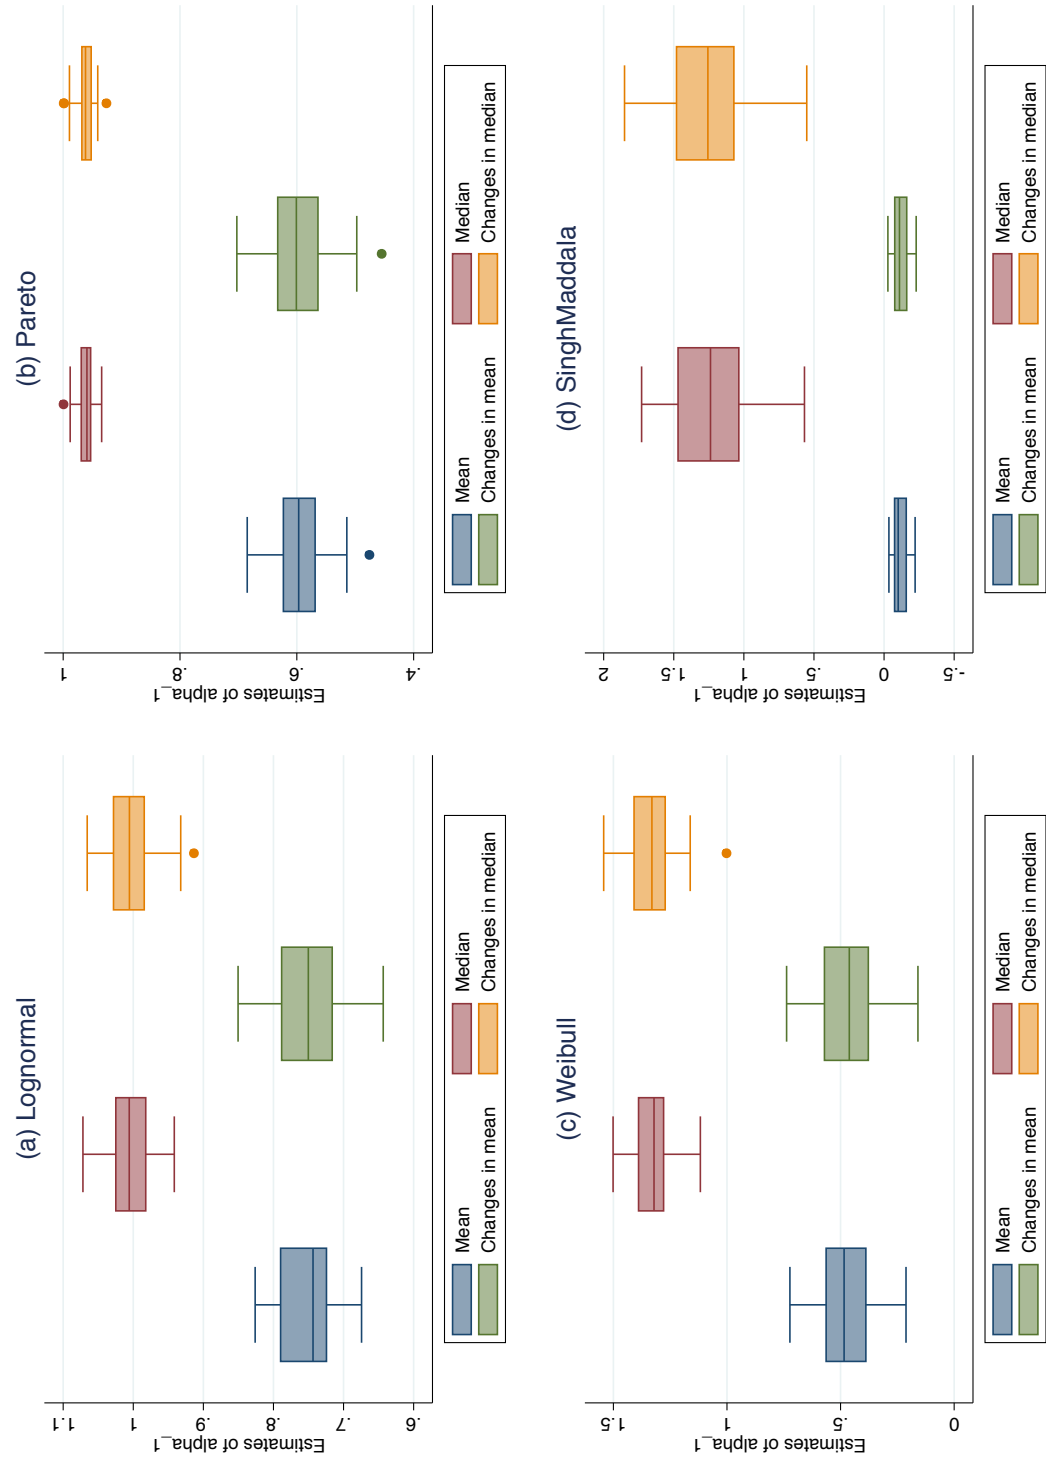 (a) Lognormal
Estimates of alpha_1
1.1
1
.9
.8
.7
.6
Mean
Median
Changes in mean
Changes in median
(b) Pareto
Estimates of alpha_1
1
.8
.6
.4
Mean
Median
Changes in mean
Changes in median
(c) Weibull
Estimates of alpha_1
1.5
1
.5
0
Mean
Median
Changes in mean
Changes in median
(d) SinghMaddala
Estimates of alpha_1
2
1.5
1
.5
0
-.5
Mean
Median
Changes in mean
Changes in median